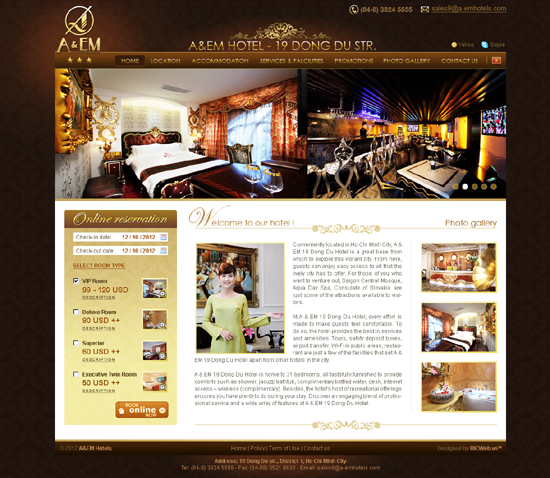 (84-8) 3824 5555 sales9@a-emhotels.com
A&EM
A&EM HOTEL - 19 DONG DU STR.
Yahoo Skype
HOME LOCATION ACCOMMODATION SERVICES & FALCILITIES PROMOTIONS PHOTO GALLERY CONTACT US
Online reservation
Check-in date: 12 / 10 / 2012
Check-out date: 12 / 10 / 2012
SELECT ROOM TYPE
VIP Room
99 - 120 USD
DESCRIPTION
Deluxe Room
80 USD ++
DESCRIPTION
Superior
60 USD ++
DESCRIPTION
Executive Twin Room
50 USD ++
DESCRIPTION
BOOK
online
NOW
Welcome to our hotel !
Conveniently located in Ho Chi Minh City, A &
EM 19 Dong Du Hotel is a great base from
which to explore this vibrant city. From here,
guests can enjoy easy access to all that the
lively city has to offer. For those of you who
want to venture out, Saigon Central Mosque,
Aqua Day Spa, Consulate of Slovakia are
just some of the attractions available to visi-
tors.
At A & EM 19 Dong Du Hotel, every effort is
made to make guests feel comfortable. To
do so, the hotel provides the best in services
and amenities. Tours, safety deposit boxes,
airport transfer, Wi-Fi in public areas, restau-
rant are just a few of the facilities that set A &
EM 19 Dong Du Hotel apart from other hotels in the city.
A & EM 19 Dong Du Hotel is home to 31 bedrooms, all tastefully furnished to provide
comforts such as shower, jacuzzi bathtub, complimentary bottled water, desk, internet
access – wireless (complimentary). Besides, the hotel's host of recreational offerings
ensures you have plenty to do during your stay. Discover an engaging blend of profes-
sional service and a wide array of features at A & EM 19 Dong Du Hotel.
Photo gallery
© 2012 A&EM Hotels Home | Policy | Term of Use | Contact us Designed by BICWeb.vn™
Address: 19 Dong Du st., District 1, Ho Chi Minh City
Tel: (84-8) 3824 5555 - Fax: (84-8) - Email: sales9@a-emhotels.com